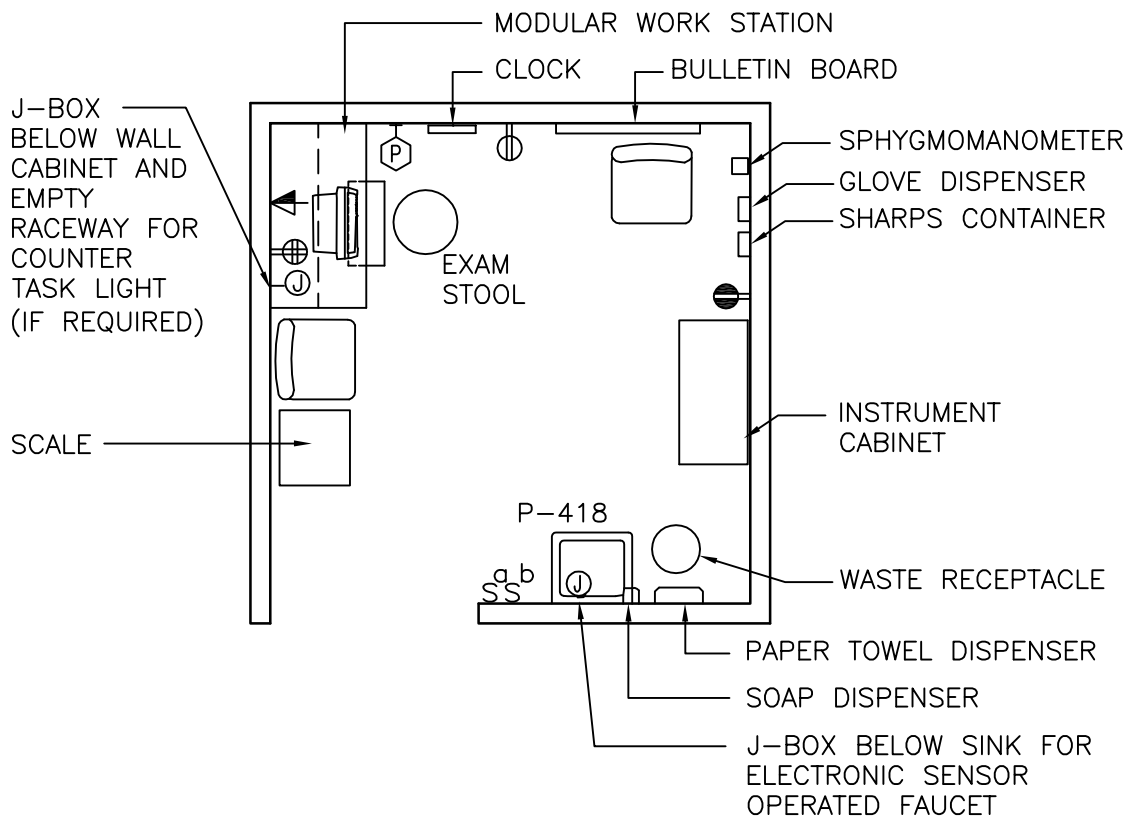 MODULAR WORK STATION
CLOCK
BULLETIN BOARD
J-BOX
BELOW WALL
CABINET AND
EMPTY
RACEWAY FOR
COUNTER
TASK LIGHT
(IF REQUIRED)
P
SPHYGMOMANOMETER
GLOVE DISPENSER
SHARPS CONTAINER
J
EXAM
STOOL
SCALE
INSTRUMENT
CABINET
P-418
a b
SS
J
WASTE RECEPTACLE
PAPER TOWEL DISPENSER
SOAP DISPENSER
J-BOX BELOW SINK FOR
ELECTRONIC SENSOR
OPERATED FAUCET